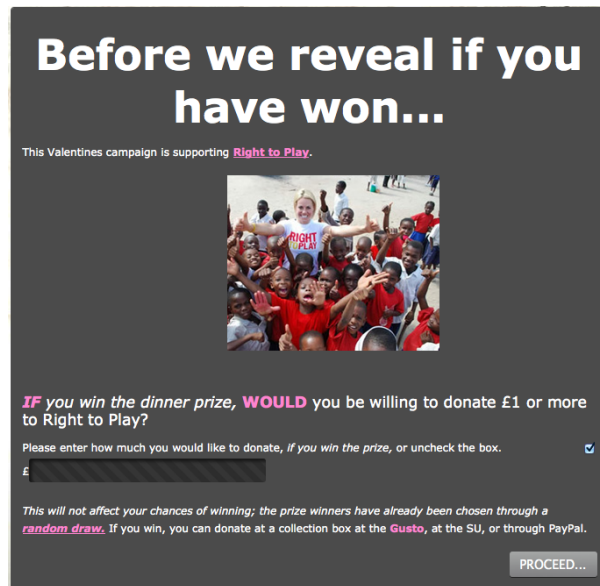 Before we reveal if you
have won...
This Valentines campaign is supporting Right to Play.
RIGHT
PLAY
IF you win the dinner prize, WOULD you be willing to donate £1 or more
to Right to Play?
Please enter how much you would like to donate, if you win the prize, or uncheck the box.
£
This will not affect your chances of winning; the prize winners have already been chosen through a
random draw. If you win, you can donate at a collection box at the Gusto, at the SU, or through PayPal.
PROCEED...